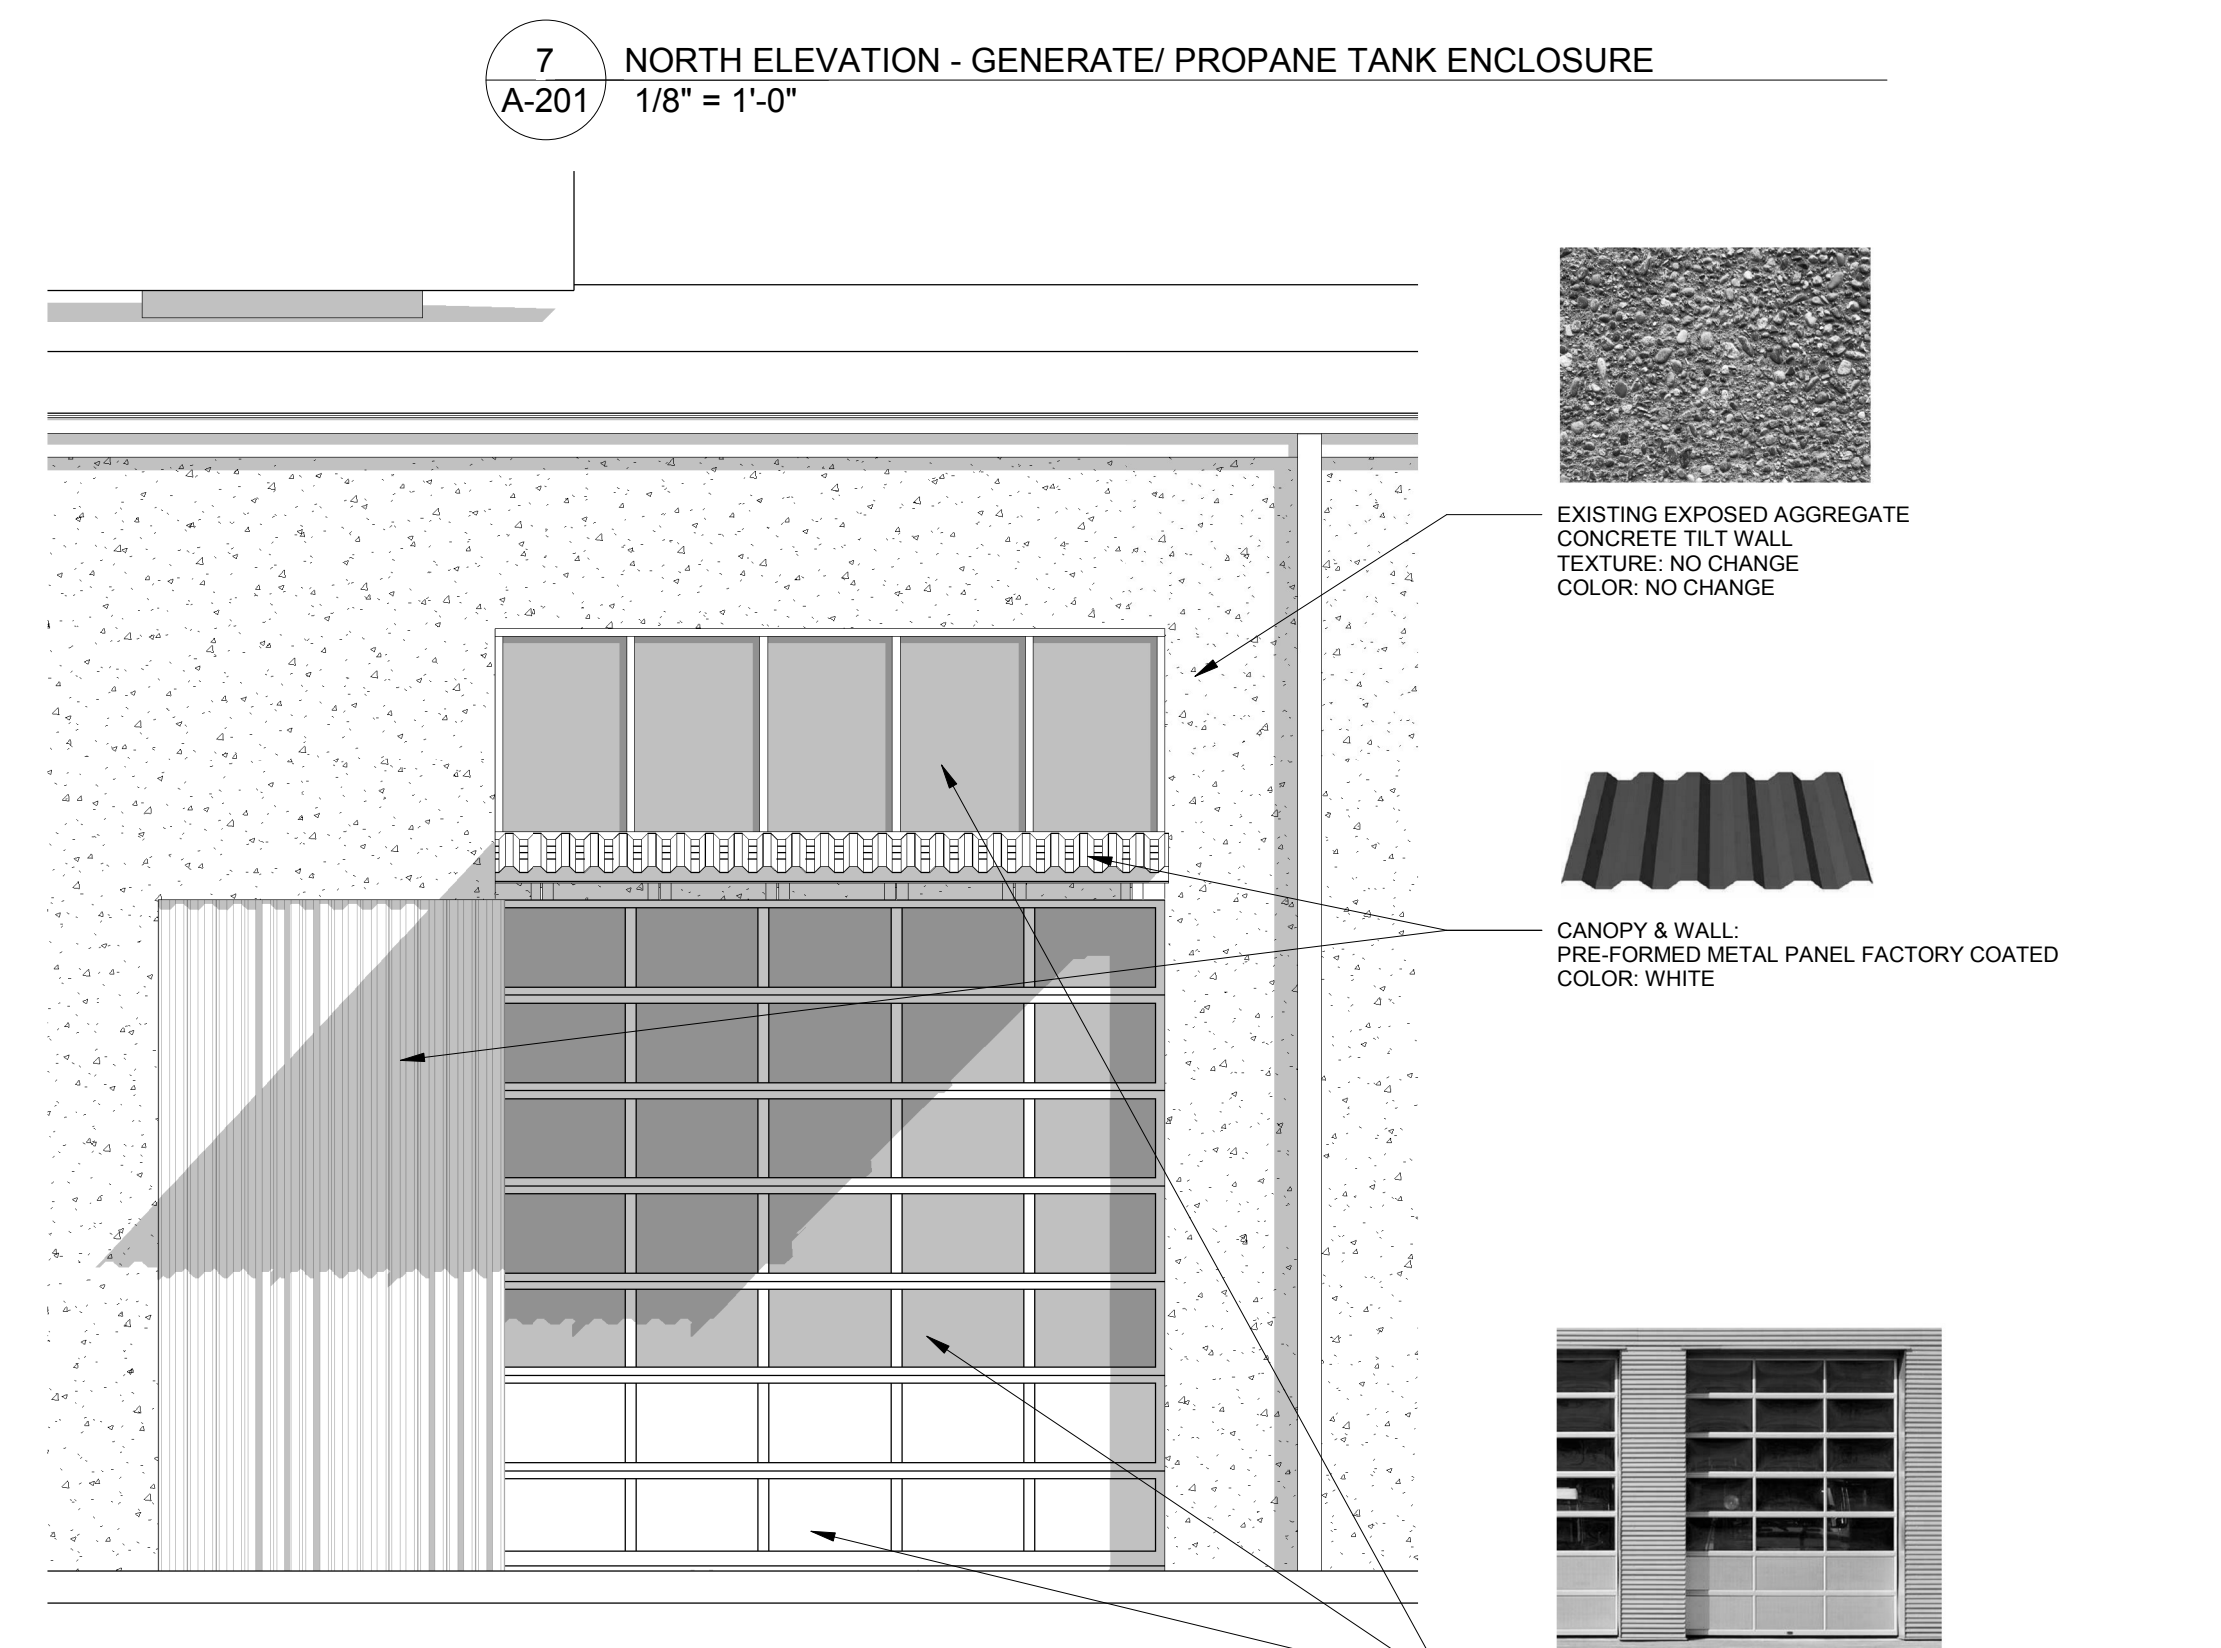 7
NORTH ELEVATION - GENERATE/ PROPANE TANK ENCLOSURE
A-201
1/8" = 1'-0"
EXISTING EXPOSED AGGREGATE
CONCRETE TILT WALL
TEXTURE: NO CHANGE
COLOR: NO CHANGE
CANOPY & WALL:
PRE-FORMED METAL PANEL FACTORY COATED
COLOR: WHITE